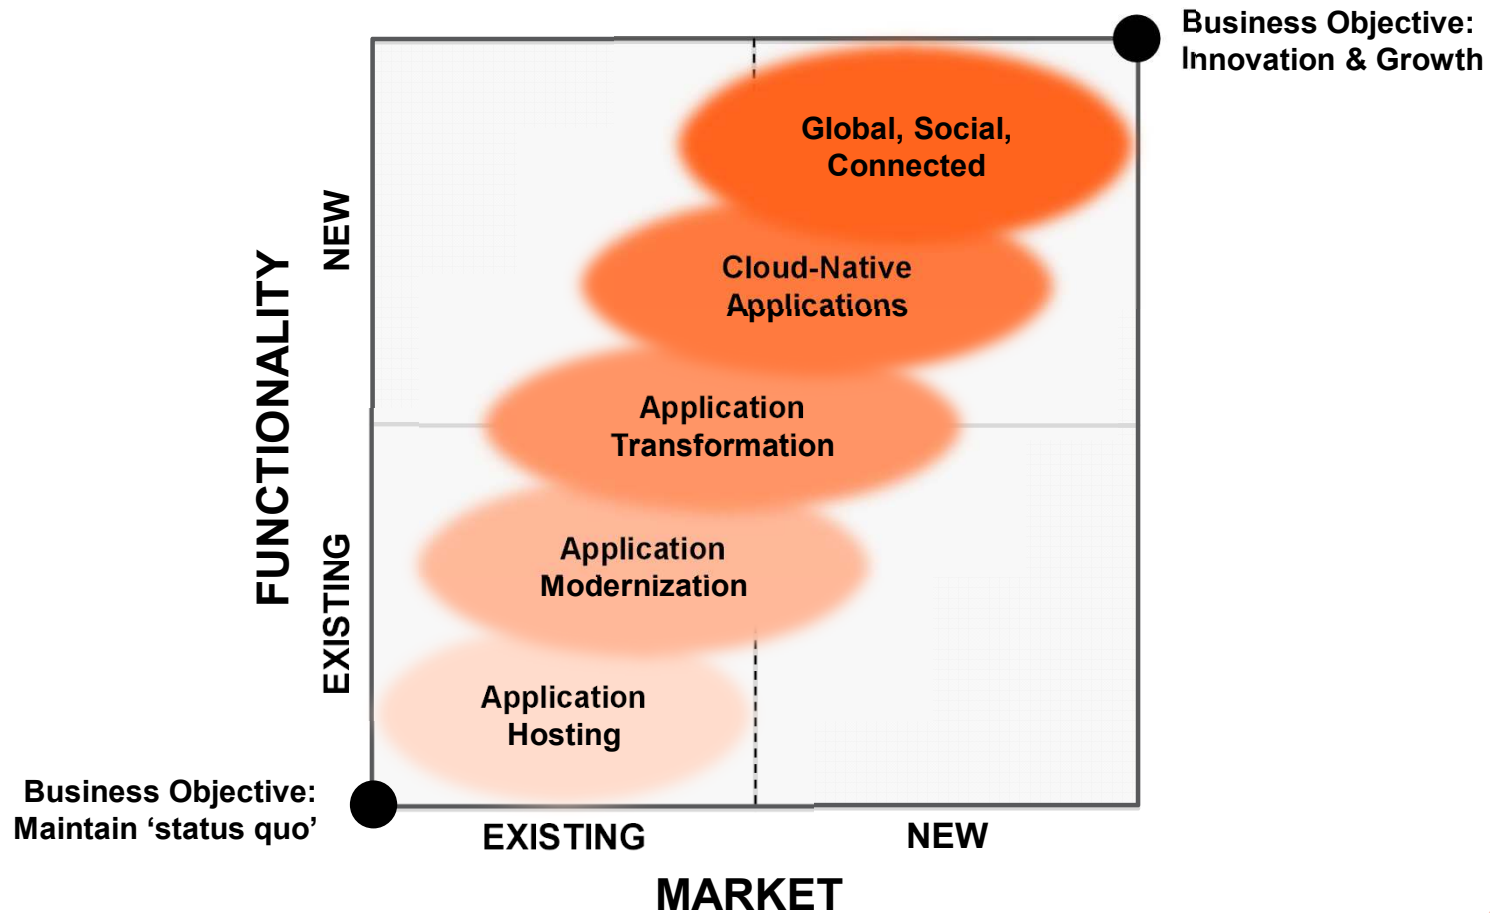 Business Objective:
Innovation & Growth
Global, Social,
Connected
NEW
Cloud-Native
Applications
FUNCTIONALITY
Application
Transformation
Application
Modernization
EXISTING
Application
Hosting
Business Objective:
Maintain ‘status quo’
EXISTING
NEW
MARKET